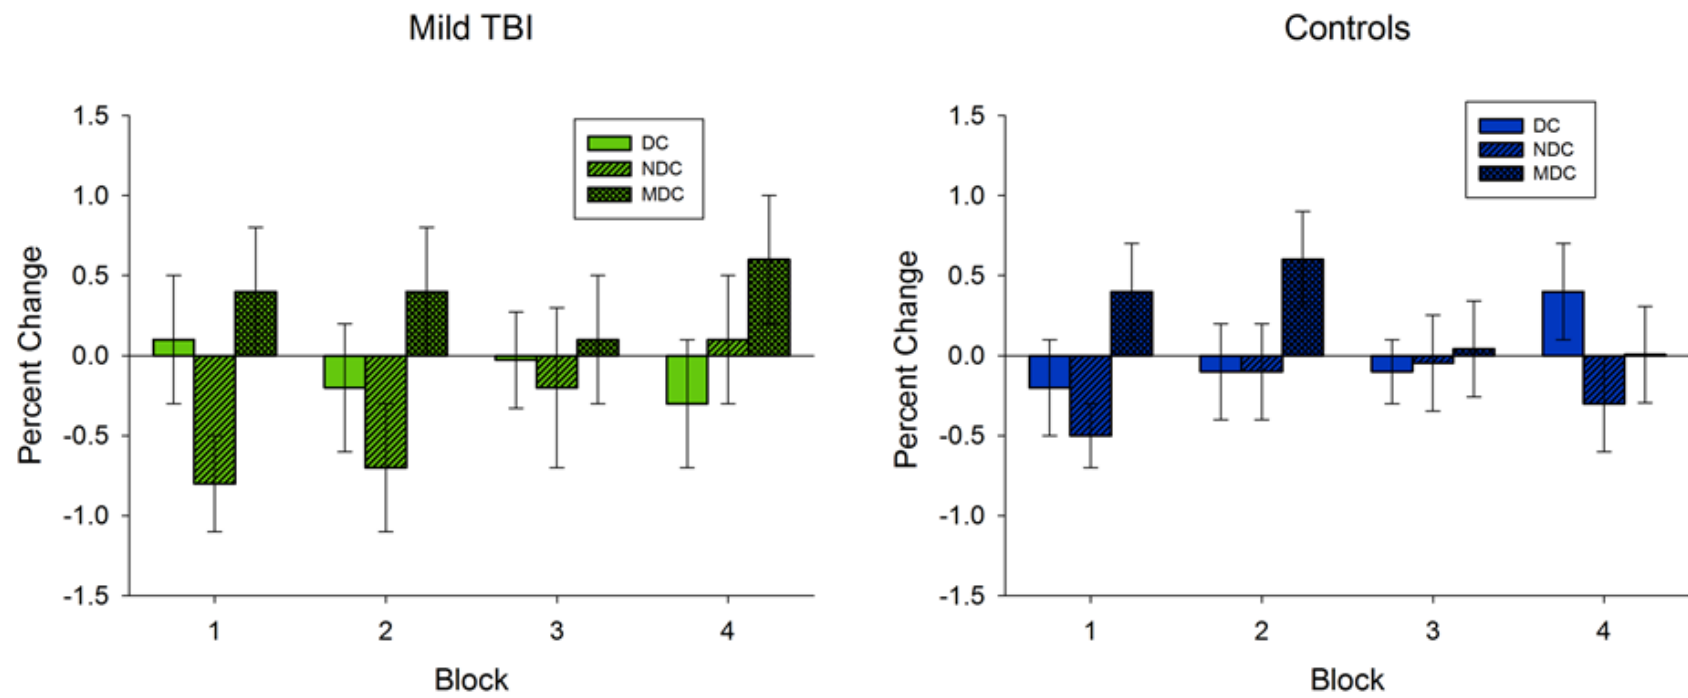 Mild TBI
Percent Change
1.5
1.0
0.5
0.0
-0.5
-1.0
-1.5
DC
NDC
MDC
1 2 3 4
Block
Controls
Percent Change
1.5
1.0
0.5
0.0
-0.5
-1.0
-1.5
DC
NDC
MDC
1 2 3 4
Block